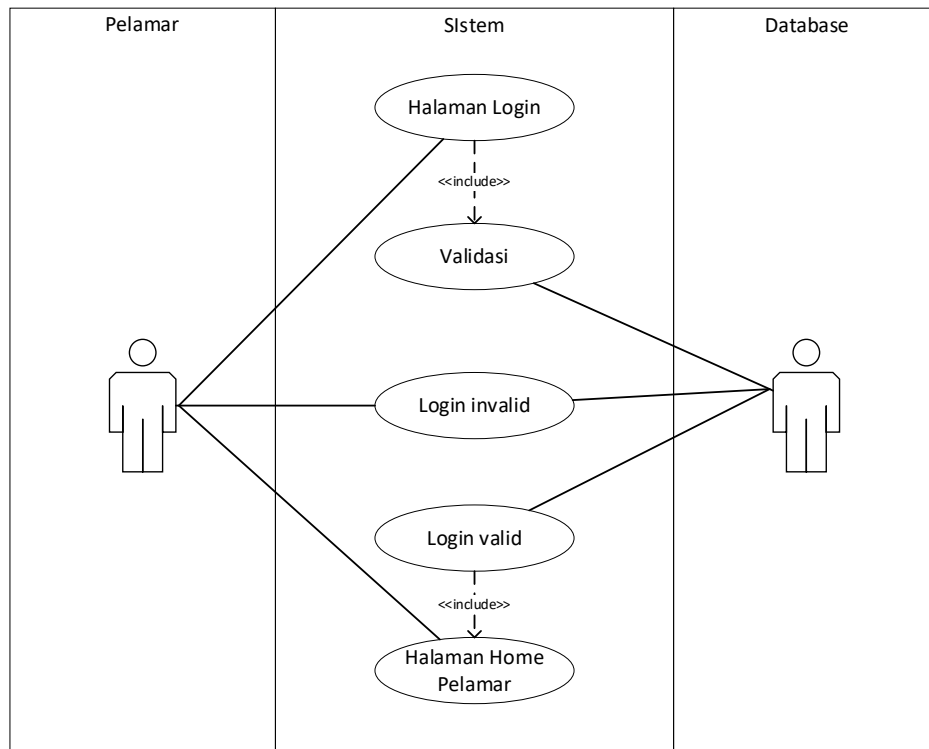 Pelamar
SIstem
Database
Halaman Login
<<include>>
Validasi
Login invalid
Login valid
<<include>>
Halaman Home
Pelamar